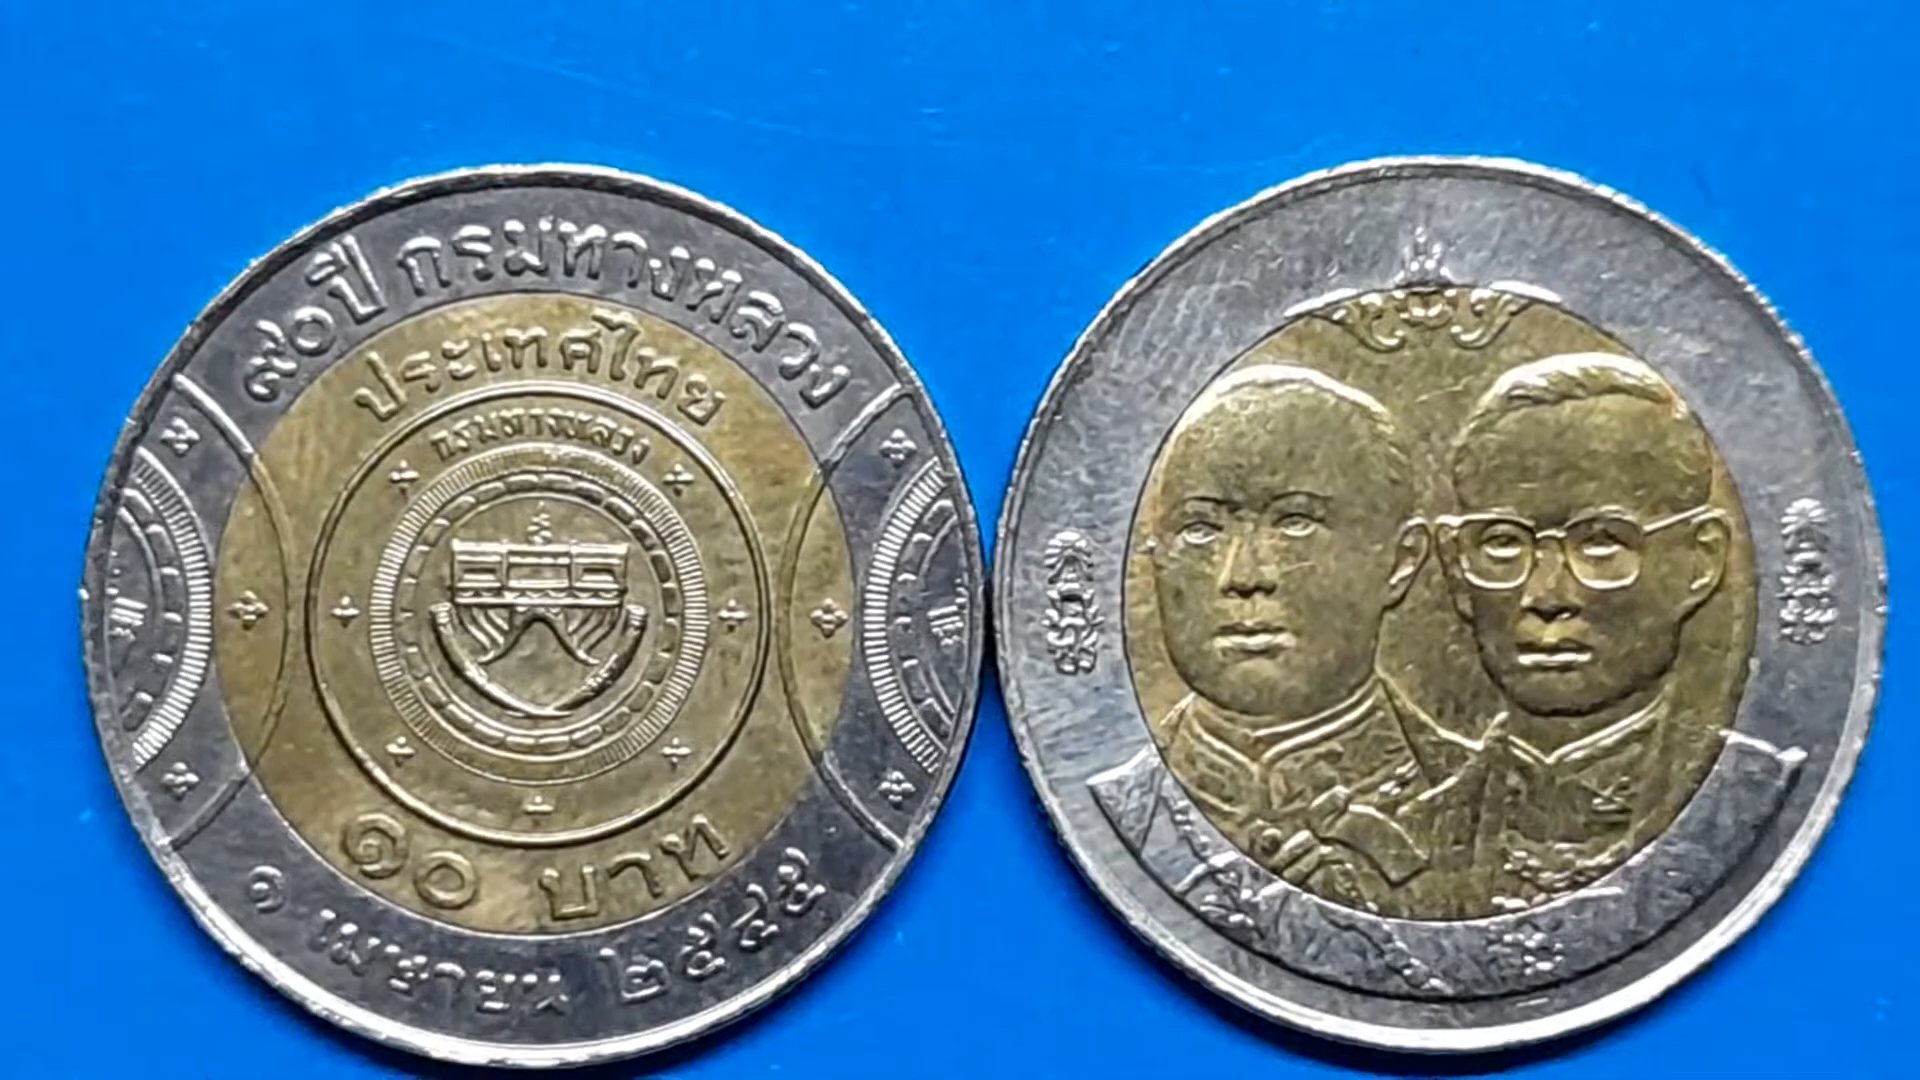 ๙๐ ปี กรมทางหลวง
ประเทศไทย
กรมทางหลวง
๑๐ บาท
๑ เมษายน ๒๕๔๕